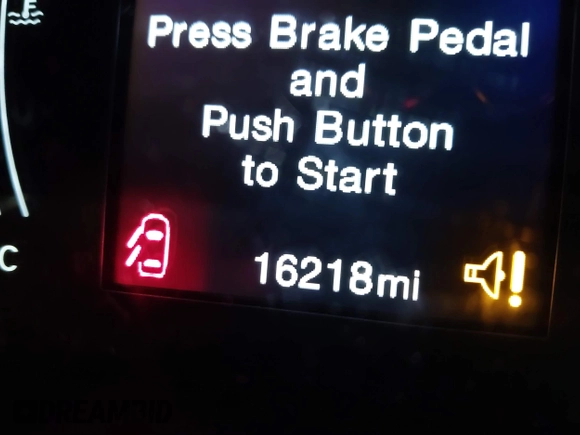 Press Brake Pedal
and
Push Button
to Start
C
16218mi